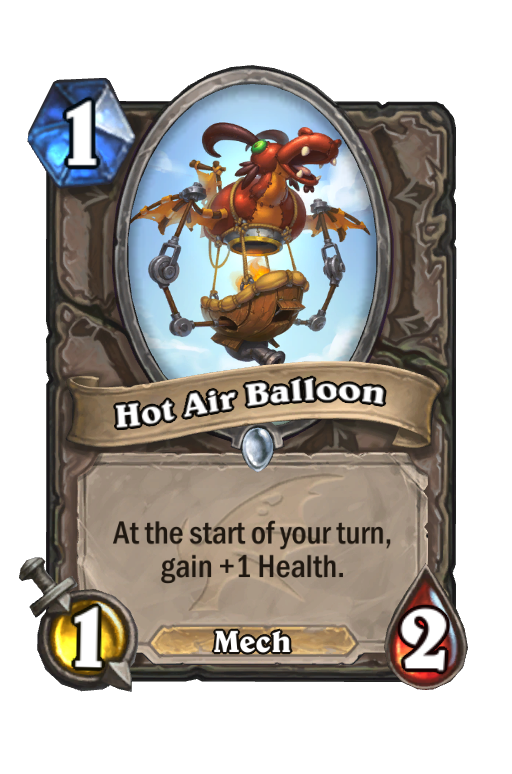 1
Hot Air Balloon
At the start of your turn,
gain +1 Health.
1
Mech
2